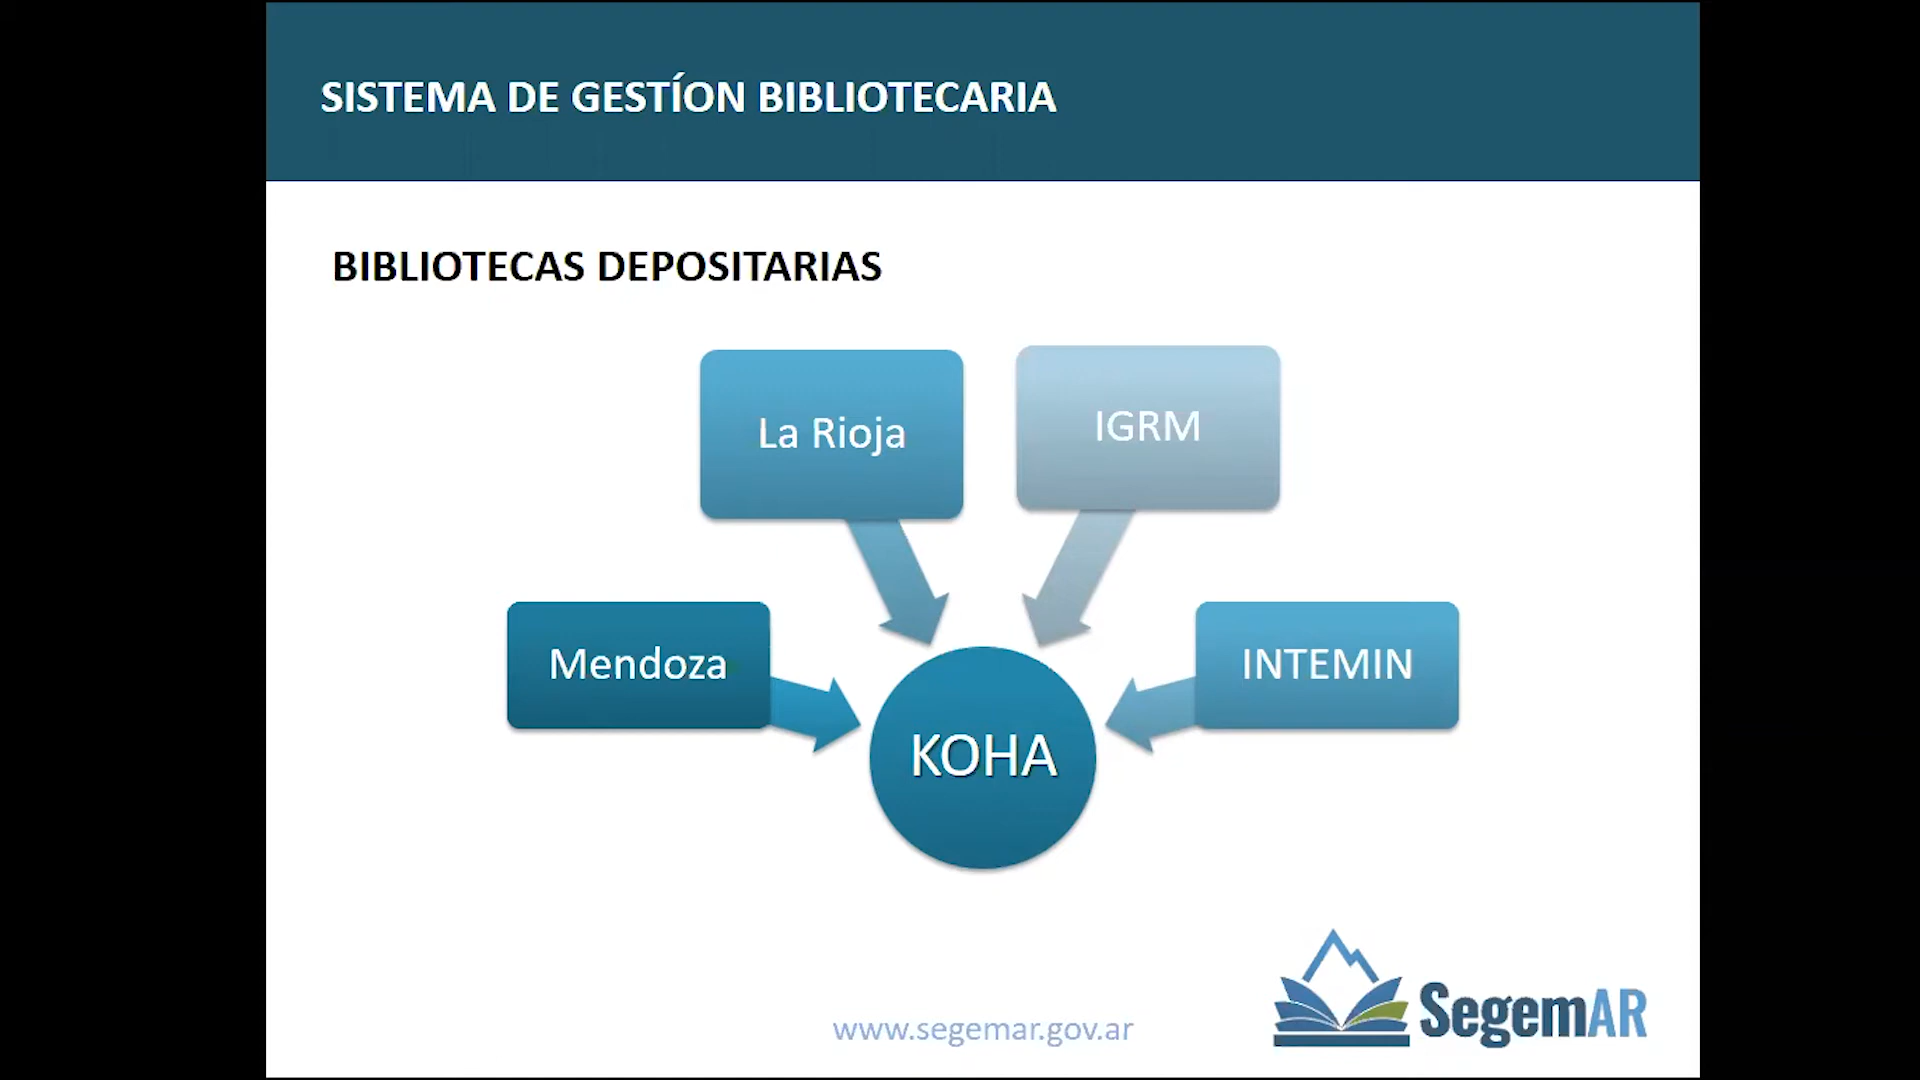 SISTEMA DE GESTÍON BIBLIOTECARIA
BIBLIOTECAS DEPOSITARIAS
La Rioja
IGRM
Mendoza
INTEMIN
KOHA
www.segemar.gov.ar
SegemAR